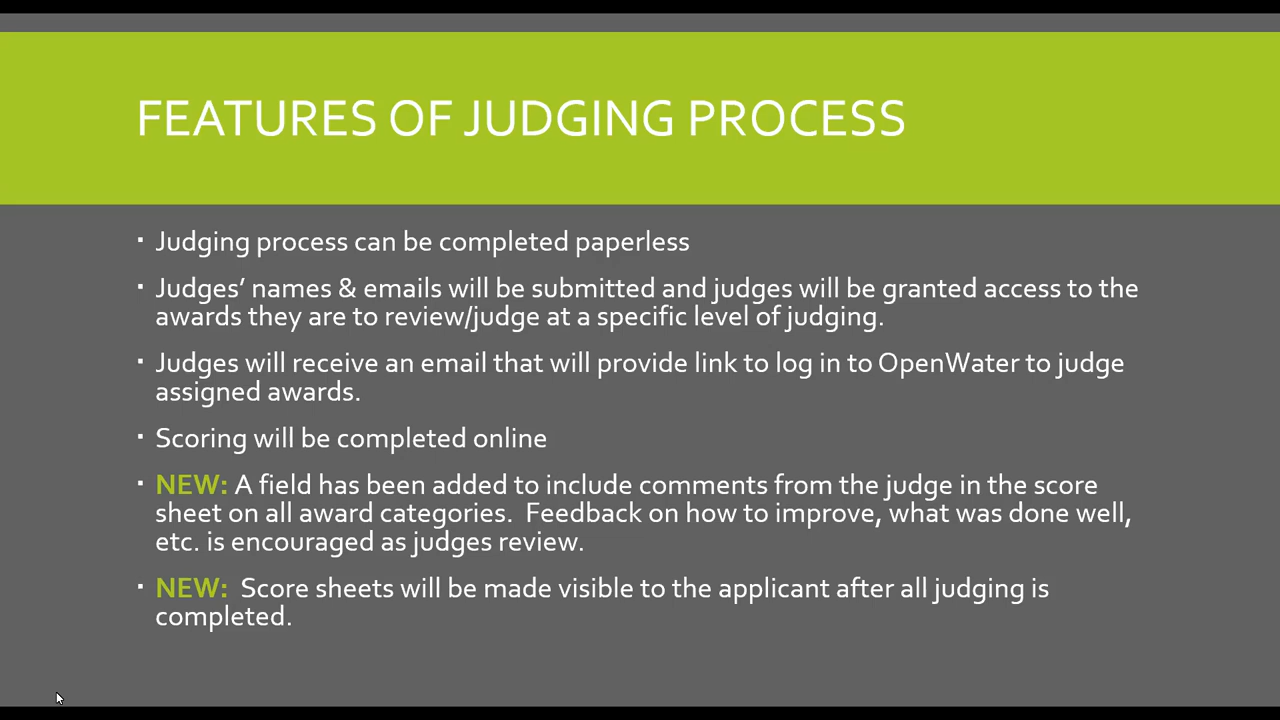 FEATURES OF JUDGING PROCESS
▪ Judging process can be completed paperless
▪ Judges’ names & emails will be submitted and judges will be granted access to the
awards they are to review/judge at a specific level of judging.
▪ Judges will receive an email that will provide link to log in to OpenWater to judge
assigned awards.
▪ Scoring will be completed online
▪ NEW: A field has been added to include comments from the judge in the score
sheet on all award categories.  Feedback on how to improve, what was done well,
etc. is encouraged as judges review.
▪ NEW:  Score sheets will be made visible to the applicant after all judging is
completed.